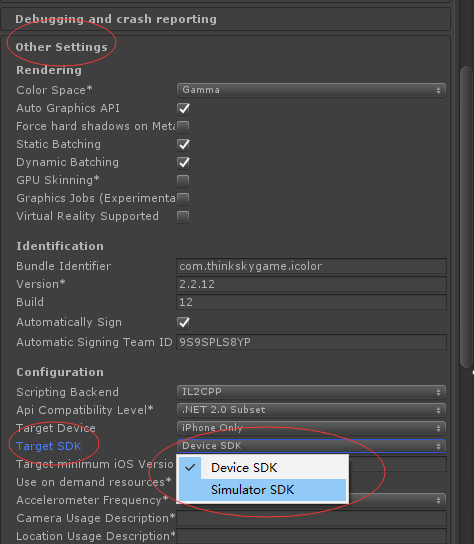 Debugging and crash reporting
Other Settings
Rendering
Color Space* Gamma
Auto Graphics API
Force hard shadows on Meta
Static Batching
Dynamic Batching
GPU Skinning*
Graphics Jobs (Experimenta
Virtual Reality Supported
Identification
Bundle Identifier com.thinkskygame.icolor
Version* 2.2.12
Build 12
Automatically Sign
Automatic Signing Team ID 9S9SPLS8YP
Configuration
Scripting Backend IL2CPP
Api Compatibility Level* .NET 2.0 Subset
Target Device iPhone Only
Target SDK Device SDK
Target minimum iOS Versio
Device SDK
Use on demand resources*
Simulator SDK
Accelerometer Frequency*
Camera Usage Description*
Location Usage Description*